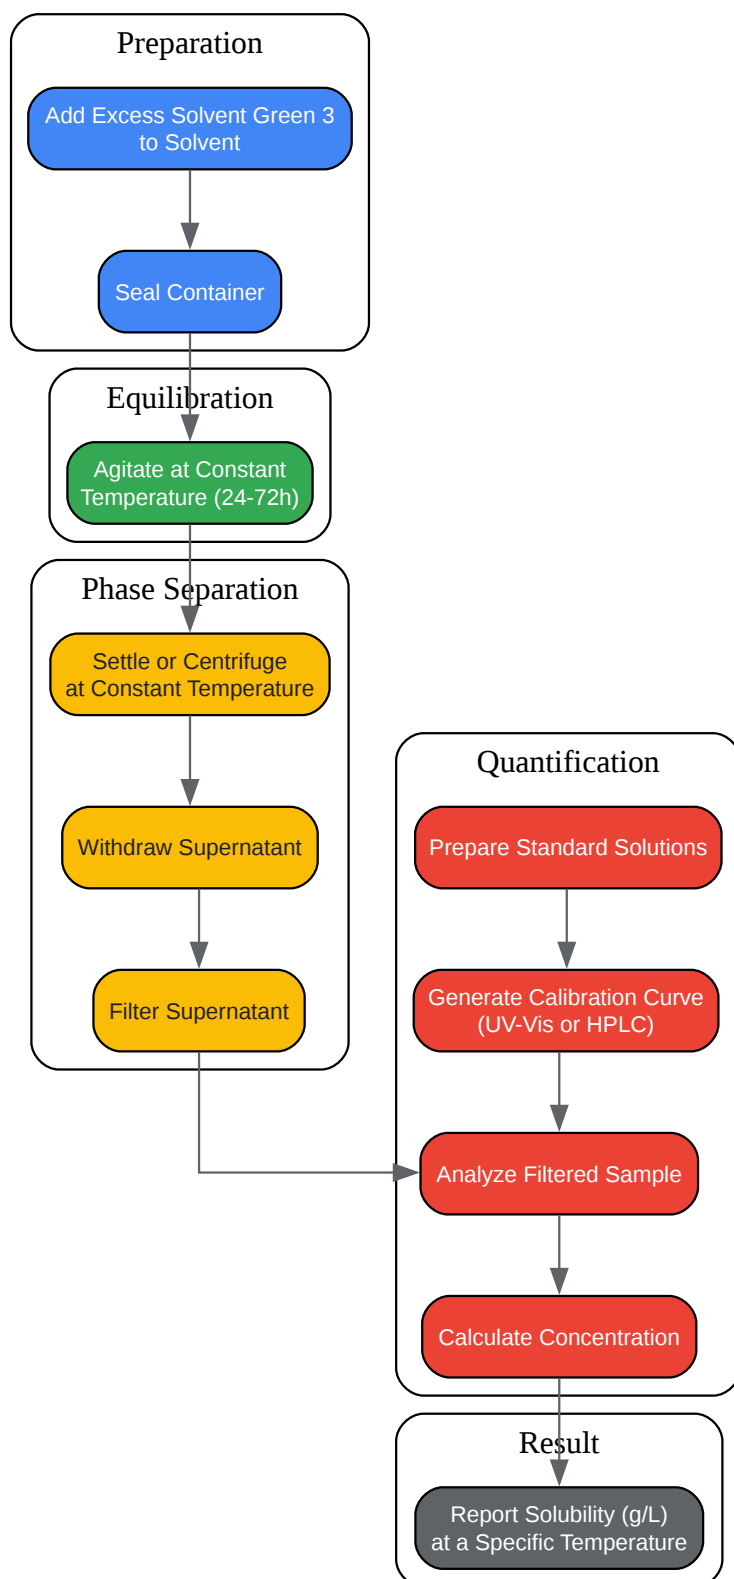 Preparation
Add Excess Solvent Green 3
to Solvent
Seal Container
Equilibration
Agitate at Constant
Temperature (24-72h)
Phase Separation
Settle or Centrifuge
at Constant Temperature
Withdraw Supernatant
Filter Supernatant
Quantification
Prepare Standard Solutions
Generate Calibration Curve
(UV-Vis or HPLC)
Analyze Filtered Sample
Calculate Concentration
Result
Report Solubility (g/L)
at a Specific Temperature